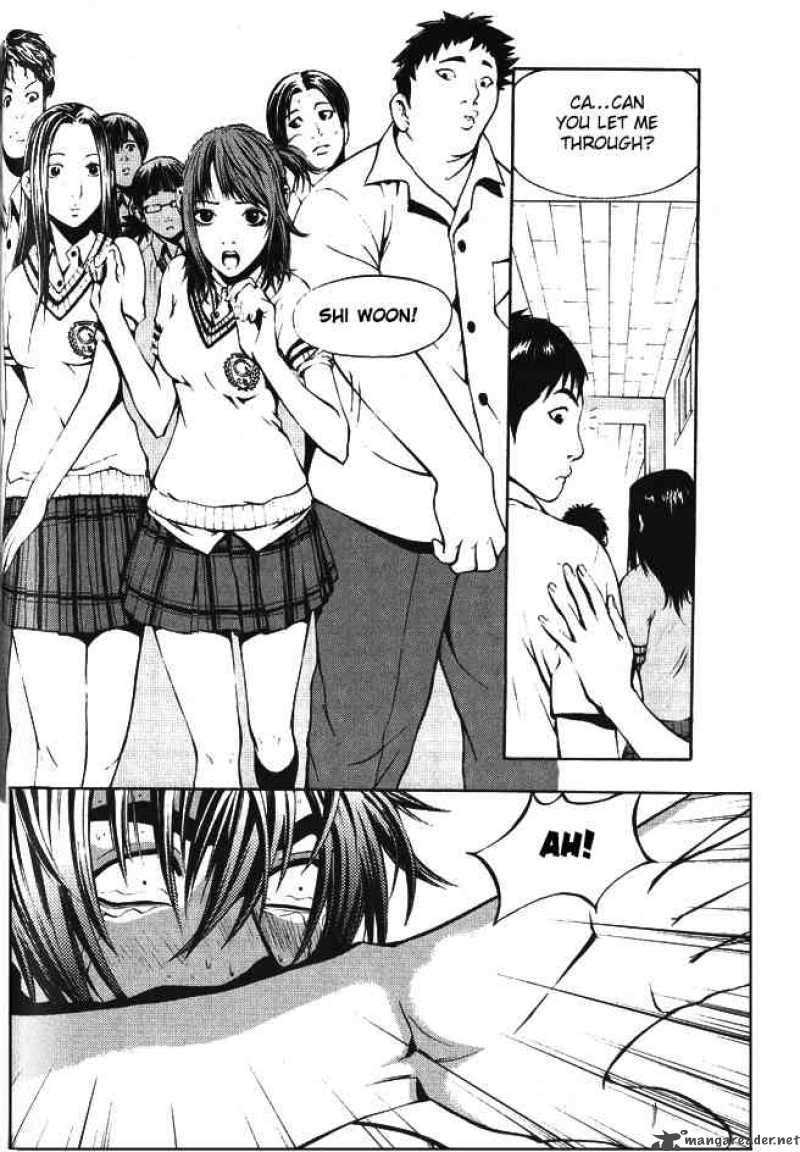 CA...CAN
YOU LET ME
THROUGH?
SHI WOON!
AH!
mangareader.net